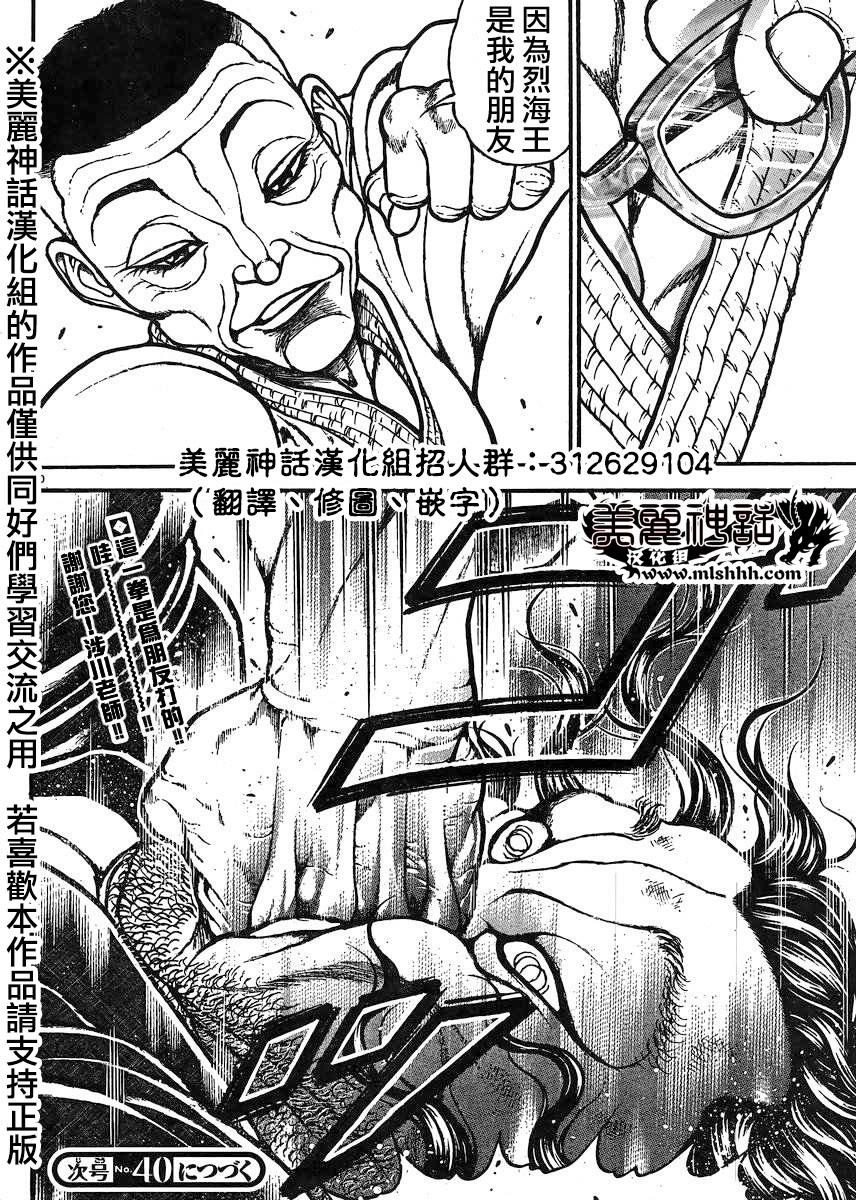 因為烈海王
是我的朋友
※美麗神話漢化組的作品僅供同好們學習交流之用 若喜歡本作品請支持正版
美麗神話漢化組招人群：312629104
（翻譯、修圖、嵌字）
美麗神話
汉化组
www.mlshhh.com
◆這一拳是為朋友打的!!
哇…………!!
謝謝您！渋川老師!!
次号No.40につづく